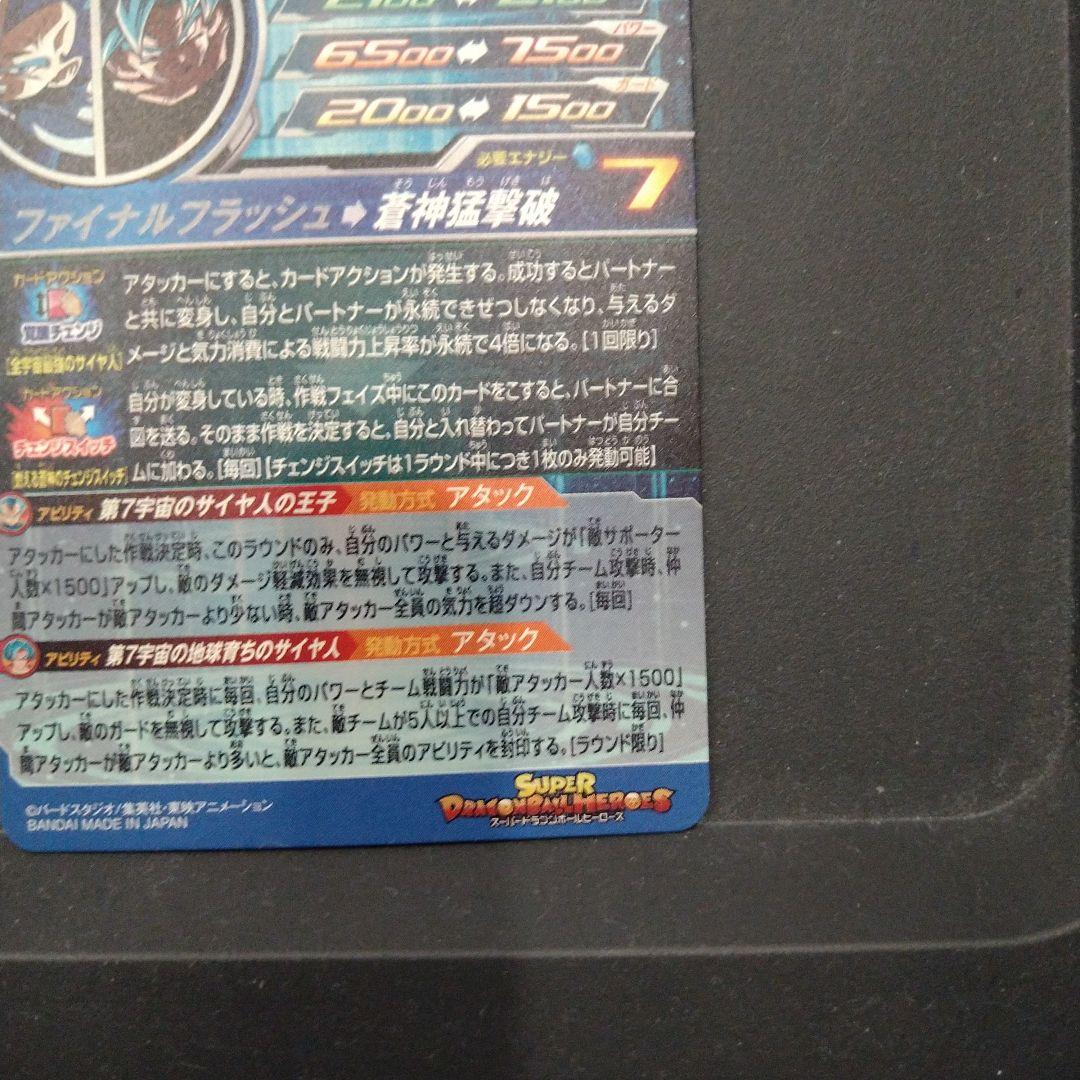 パワー
6500 7500
ガード
2000 1500
必要エナジー 7
ファイナルフラッシュ➡蒼神猛撃破
カードアクション
覚醒チェンジ
[全宇宙最強のサイヤ人]
アタッカーにすると、カードアクションが発生する。成功するとパートナー
と共に変身し、自分とパートナーが永続できぜつしなくなり、与えるダ
メージと気力消費による戦闘力上昇率が永続で4倍になる。[1回限り]
カードアクション
チェンジスイッチ
自分が変身している時、作戦フェイズ中にこのカードをこすると、パートナーに合
図を送る。そのまま作戦を決定すると、自分と入れ替わってパートナーが自分チー
ムに加わる。[毎回]【チェンジスイッチは1ラウンド中につき1枚のみ発動可能】
アビリティ 第7宇宙のサイヤ人の王子 発動方式 アタック
アタッカーにした作戦決定時、このラウンドのみ、自分のパワーと与えるダメージが「敵サポーター
人数×1500」アップし、敵のダメージ軽減効果を無視して攻撃する。また、自分チーム攻撃時、仲
間アタッカーが敵アタッカーより少ない時、敵アタッカー全員の気力を超ダウンする。[毎回]
アビリティ 第7宇宙の地球育ちのサイヤ人 発動方式 アタック
アタッカーにした作戦決定時に毎回、自分のパワーとチーム戦闘力が「敵アタッカー人数×1500」
アップし、敵のガードを無視して攻撃する。また、敵チームが5人以上での自分チーム攻撃時に毎回、仲
間アタッカーが敵アタッカーより多いと、敵アタッカー全員のアビリティを封印する。[ラウンド限り]
©バードスタジオ/集英社・東映アニメーション
BANDAI MADE IN JAPAN
SUPER
DRAGONBALL HEROES
スーパードラゴンボールヒーローズ